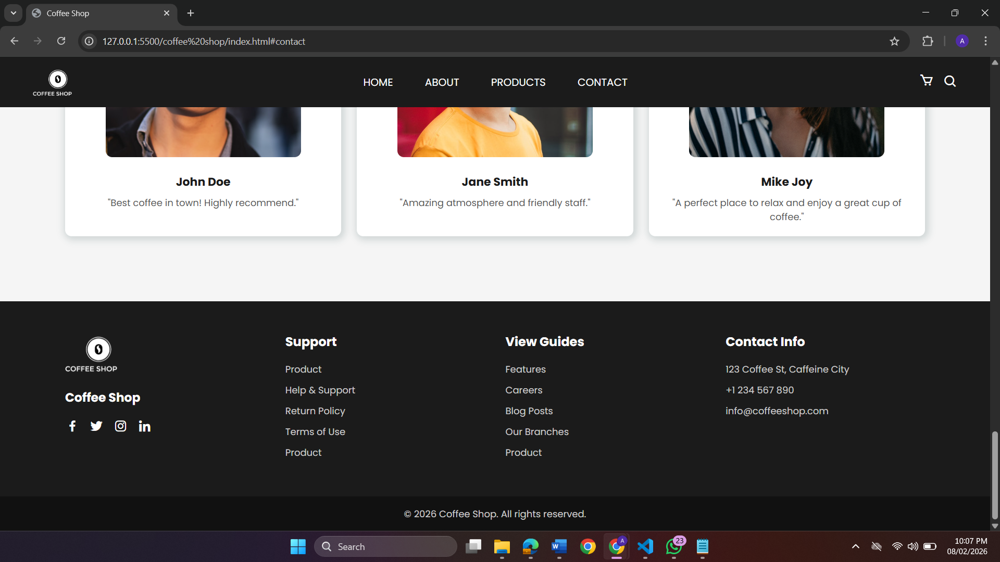 Coffee Shop
127.0.0.1:5500/coffee%20shop/index.html#contact
A
COFFEE SHOP
HOME
ABOUT
PRODUCTS
CONTACT
John Doe
"Best coffee in town! Highly recommend."
Jane Smith
"Amazing atmosphere and friendly staff."
Mike Joy
"A perfect place to relax and enjoy a great cup of
coffee."
COFFEE SHOP
Coffee Shop
Support
Product
Help & Support
Return Policy
Terms of Use
Product
View Guides
Features
Careers
Blog Posts
Our Branches
Product
Contact Info
123 Coffee St, Caffeine City
+1 234 567 890
info@coffeeshop.com
© 2026 Coffee Shop. All rights reserved.
Search
W
A
23
10:07 PM
08/02/2026